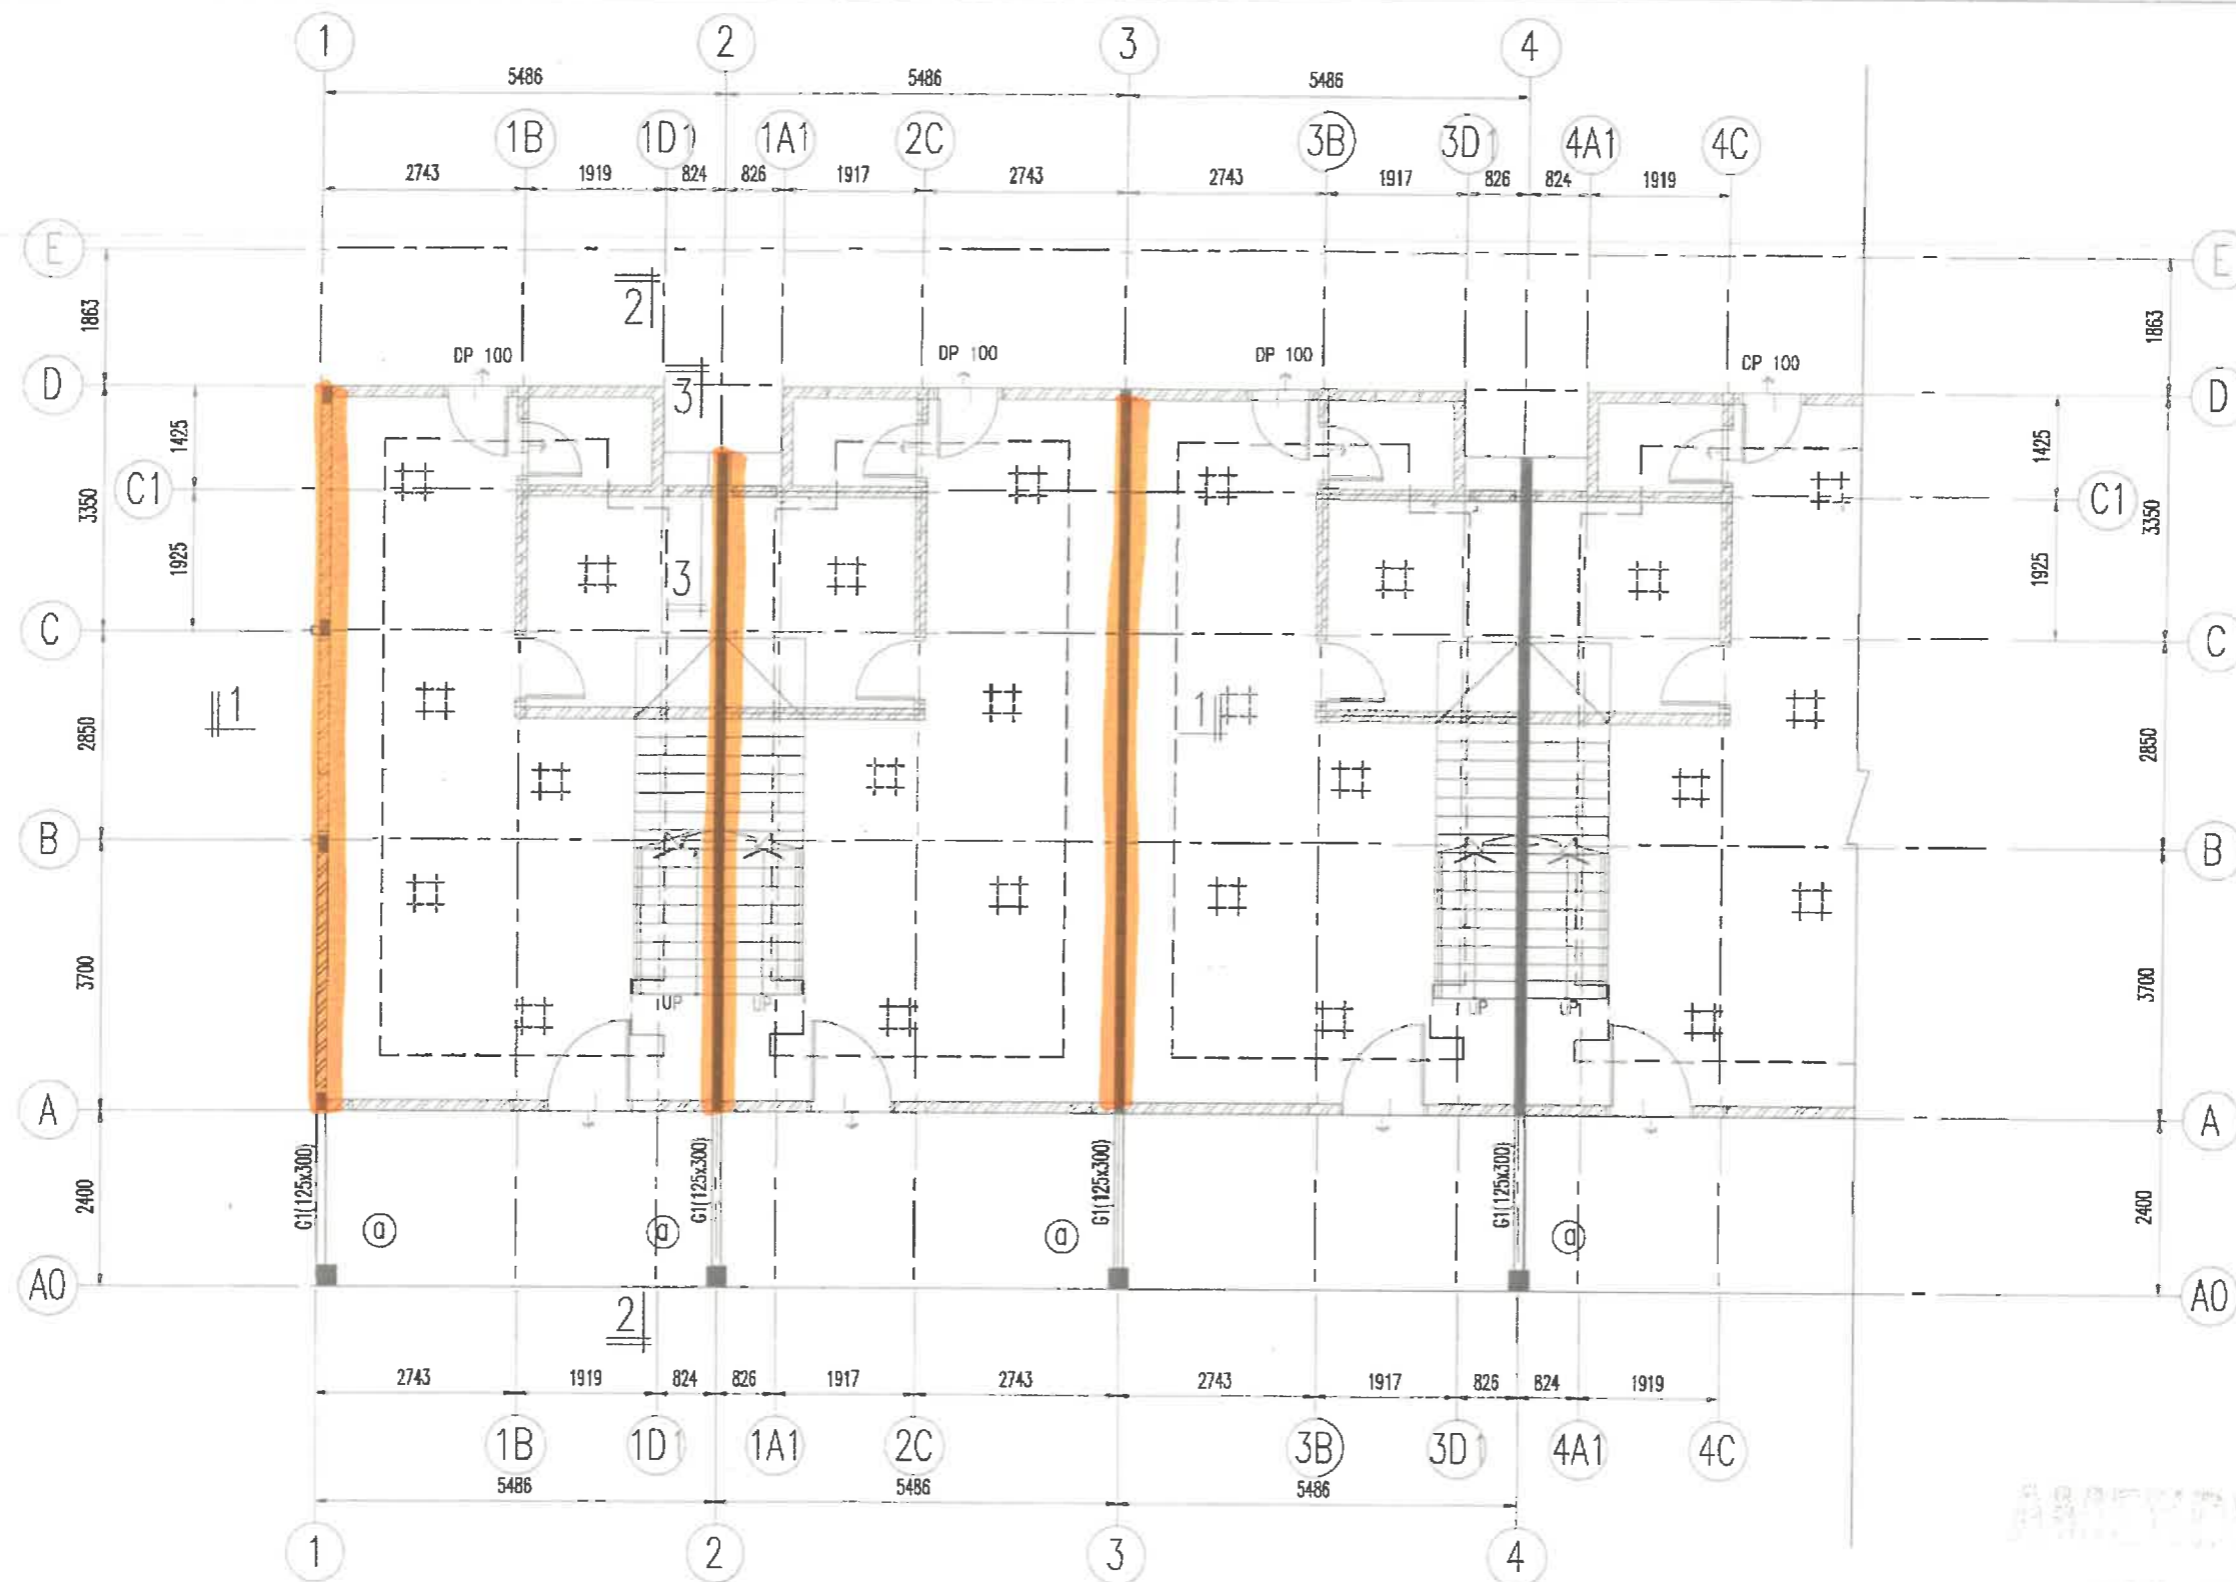 1 2 3 4
5486 5486 5486
1B 1D1 1A1 2C 3B 3D1 4A1 4C
2743 1919 824 826 1917 2743 2743 1917 826 824 1919
E E
1863 2 1863
DP 100 DP 100 DP 100 CP 100
D 3 D
1425 1425
C1 C1
3350 3350
1925 3 1925
C C
1 1
2850 2850
B B
3700 3700
UP UP UP UP
A A
G1(125x300) G1(125x300) G1(125x300) G1(125x300)
2400 2400
a a a a
A0 A0
2
2743 1919 824 826 1917 2743 2743 1917 826 824 1919
1B 1D1 1A1 2C 3B 3D1 4A1 4C
5486 5486 5486
1 2 3 4